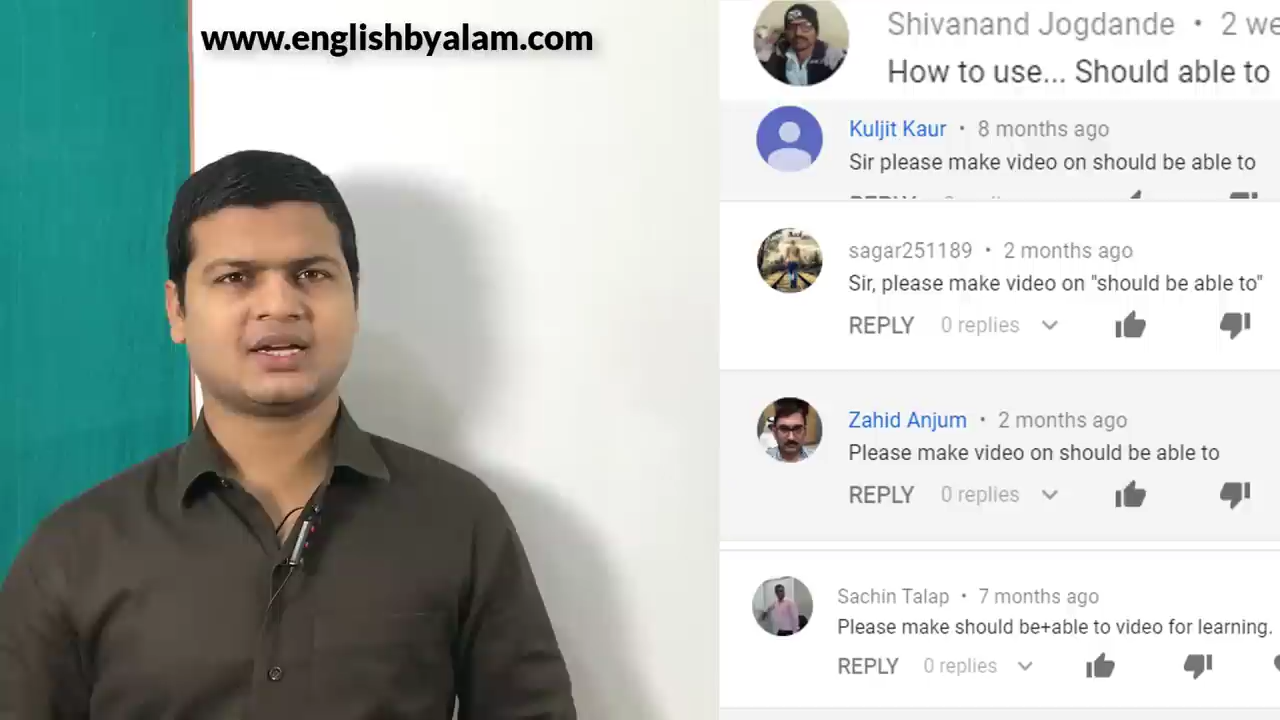 www.englishbyalam.com
Shivanand Jogdande • 2 we
How to use... Should able to
Kuljit Kaur • 8 months ago
Sir please make video on should be able to
REPLY
sagar251189 • 2 months ago
Sir, please make video on "should be able to"
REPLY 0 replies
Zahid Anjum • 2 months ago
Please make video on should be able to
REPLY 0 replies
Sachin Talap • 7 months ago
Please make should be+able to video for learning.
REPLY 0 replies